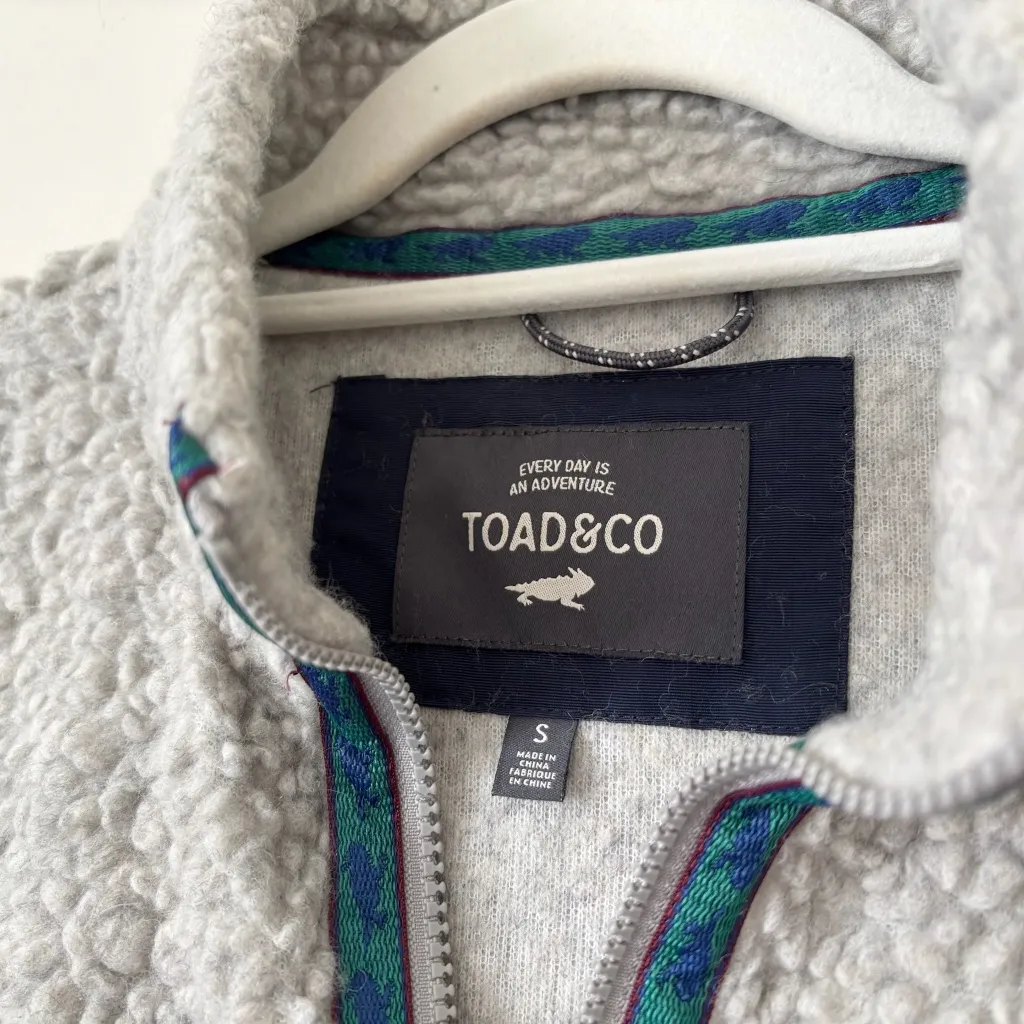 EVERY DAY IS
AN ADVENTURE
TOAD&CO
S
MADE IN
CHINA
FABRIQUE
EN CHINE